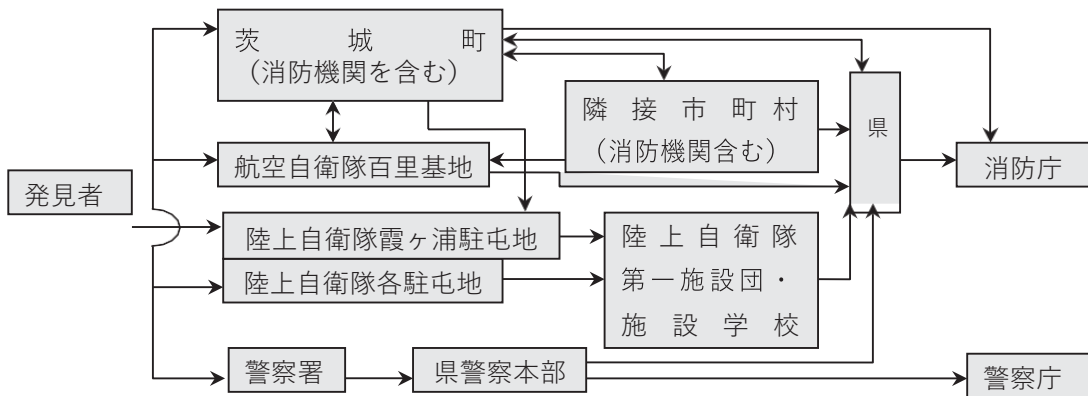 茨城町
（消防機関を含む）
隣接市町村
（消防機関含む）
県
航空自衛隊百里基地
消防庁
発見者
陸上自衛隊霞ヶ浦駐屯地
陸上自衛隊各駐屯地
陸上自衛隊
第一施設団・
施設学校
警察署
県警察本部
警察庁